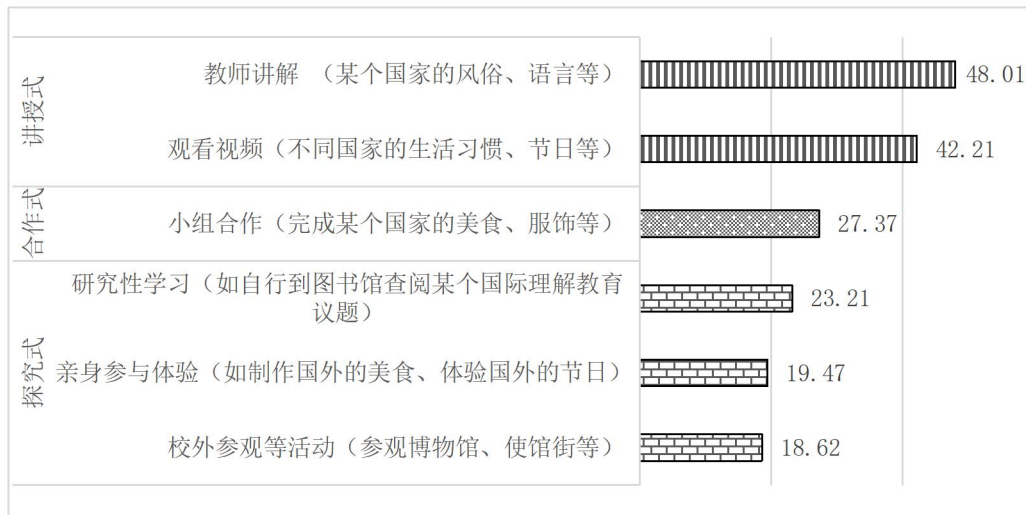 讲授式
教师讲解 （某个国家的风俗、语言等）
48.01
观看视频（不同国家的生活习惯、节日等）
42.21
合作式
小组合作（完成某个国家的美食、服饰等）
27.37
探究式
研究性学习（如自行到图书馆查阅某个国际理解教育
议题）
23.21
亲身参与体验（如制作国外的美食、体验国外的节日）
19.47
校外参观等活动（参观博物馆、使馆街等）
18.62